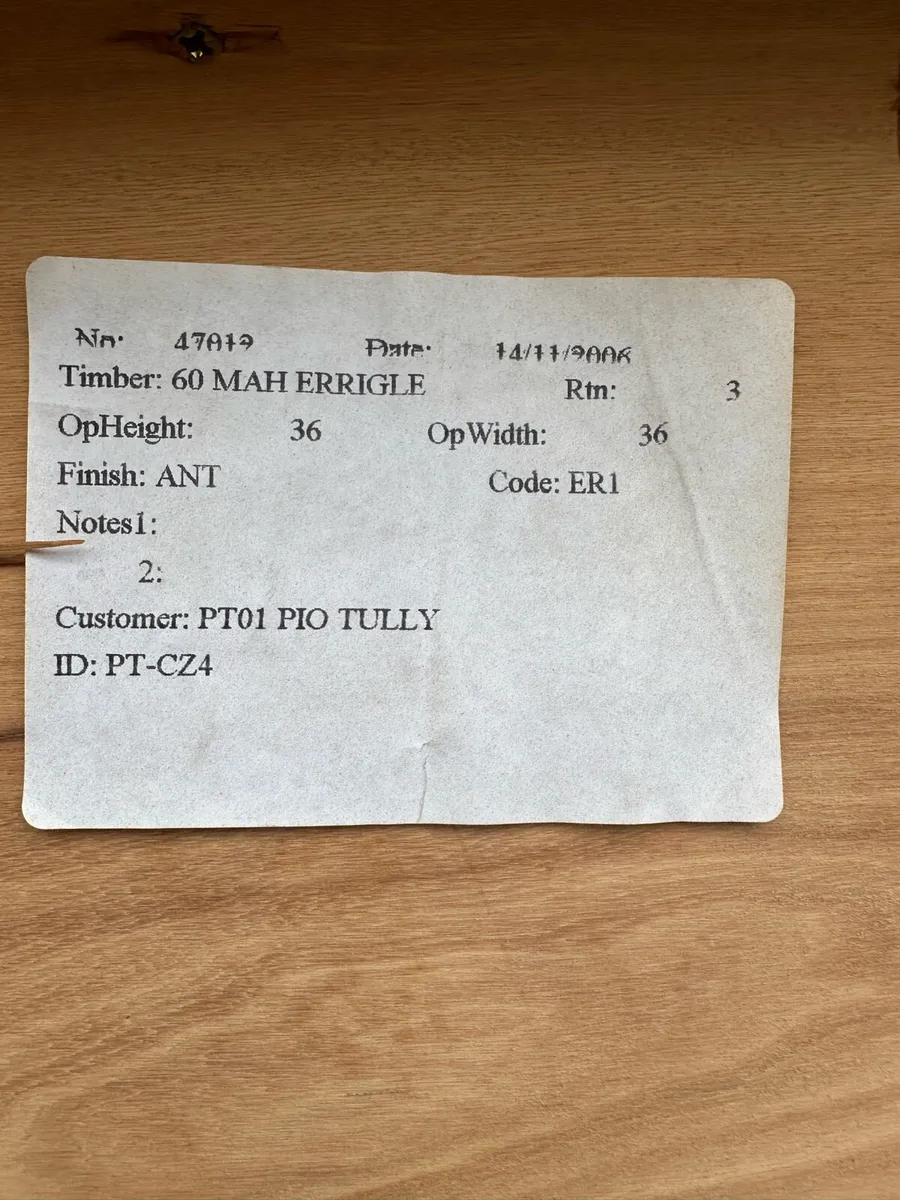 No: 47019 Date: 14/11/2006
Timber: 60 MAH ERRIGLE Rtn: 3
OpHeight: 36 OpWidth: 36
Finish: ANT Code: ER1
Notes1:
2:
Customer: PT01 PIO TULLY
ID: PT-CZ4